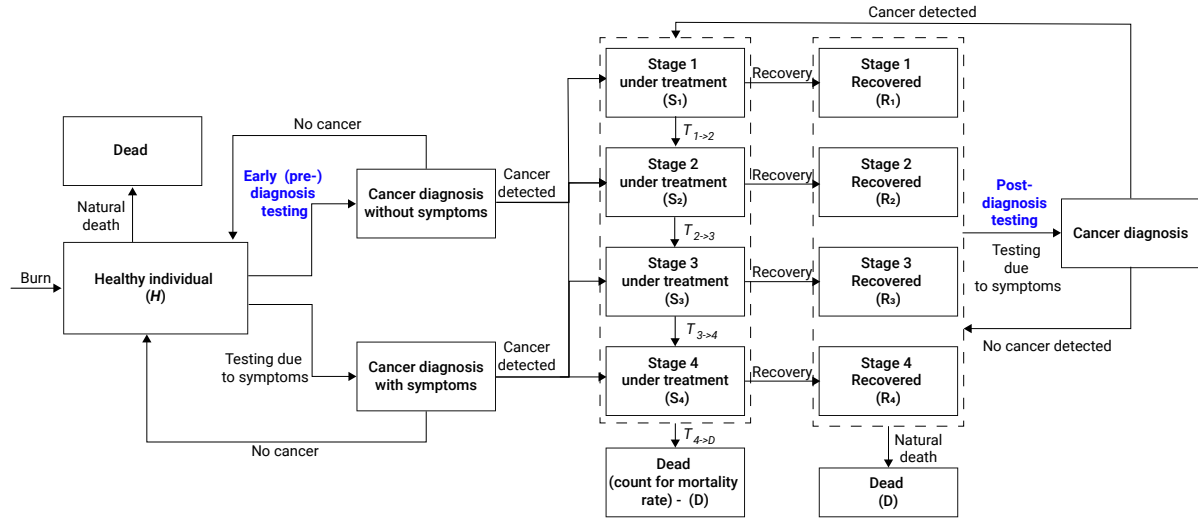 Cancer detected
Stage 1
under treatment
(S₁)
Recovery
Stage 1
Recovered
(R₁)
T1->2
No cancer
Dead
Early (pre-)
diagnosis
testing
Cancer diagnosis
without symptoms
Cancer
detected
Stage 2
under treatment
(S₂)
Recovery
Stage 2
Recovered
(R₂)
Post-
diagnosis
testing
Cancer diagnosis
Testing
due
to symptoms
Natural
death
T2->3
Burn
Healthy individual
(H)
Stage 3
under treatment
(S₃)
Recovery
Stage 3
Recovered
(R₃)
T3->4
No cancer detected
Testing due
to symptoms
Cancer diagnosis
with symptoms
Cancer
detected
Stage 4
under treatment
(S₄)
Recovery
Stage 4
Recovered
(R₄)
No cancer
T4->D
Natural
death
Dead
(count for mortality
rate) - (D)
Dead
(D)